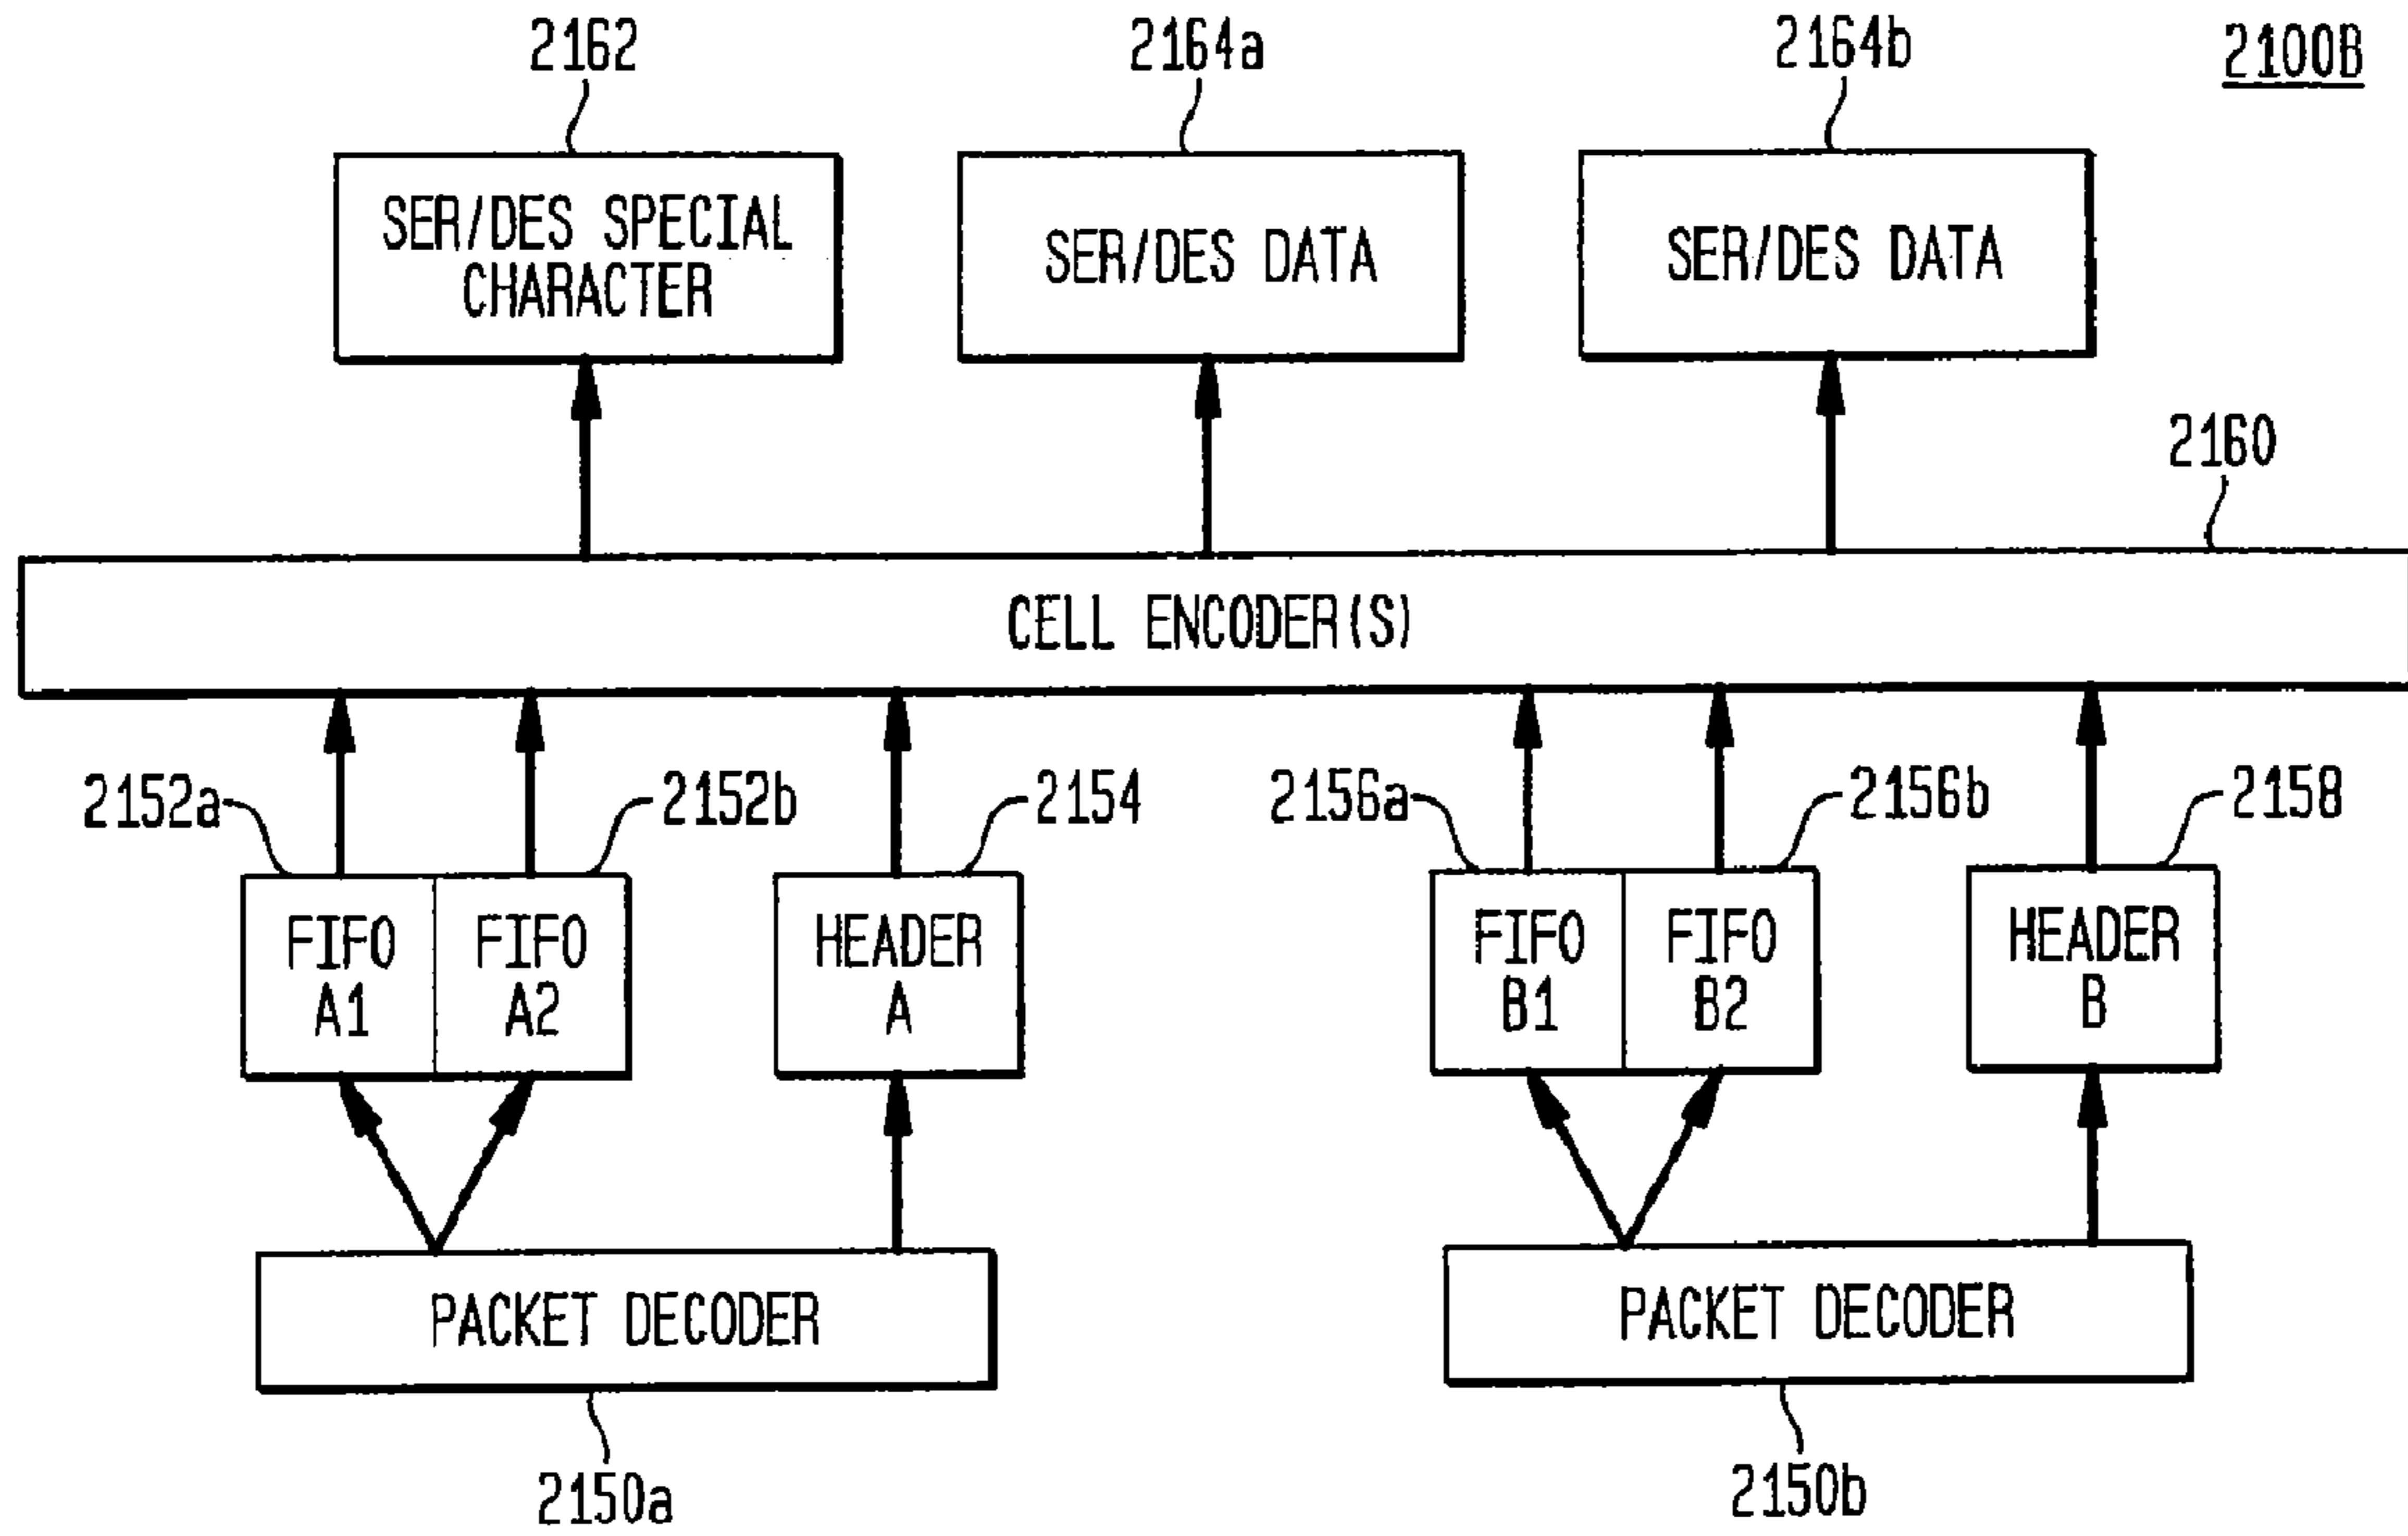 2162
2164a
2164b
2100B
SER/DES SPECIAL
CHARACTER
SER/DES DATA
SER/DES DATA
2160
CELL ENCODER(S)
2152a
2152b
2154
2156a
2156b
2158
FIFO
A1
FIFO
A2
HEADER
A
FIFO
B1
FIFO
B2
HEADER
B
PACKET DECODER
PACKET DECODER
2150a
2150b